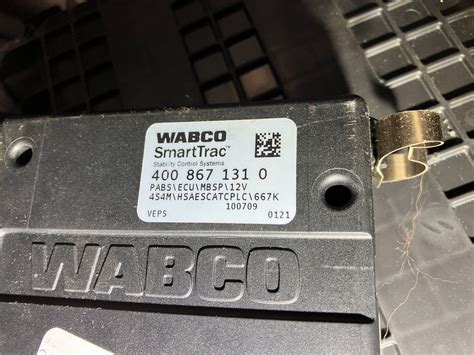 WABCO
SmartTrac™
Stability Control Systems
400 867 131 0
PABS\ECU\MBSP\12V
4S4M\HSAESCATCPLC\667K
100709
VEPS 0121
WABCO